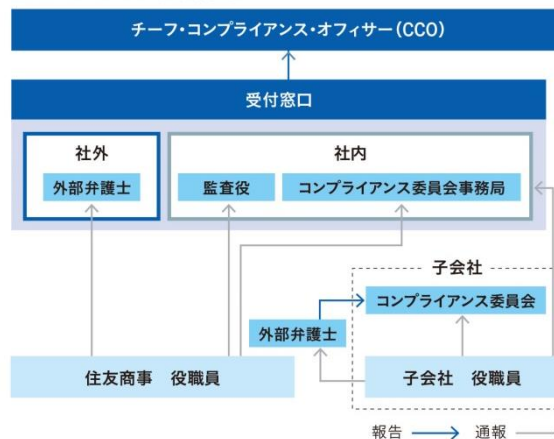 チーフ・コンプライアンス・オフィサー（CCO）
受付窓口
社外
社内
外部弁護士
監査役
コンプライアンス委員会事務局
子会社
コンプライアンス委員会
外部弁護士
住友商事 役職員
子会社 役職員
報告
通報